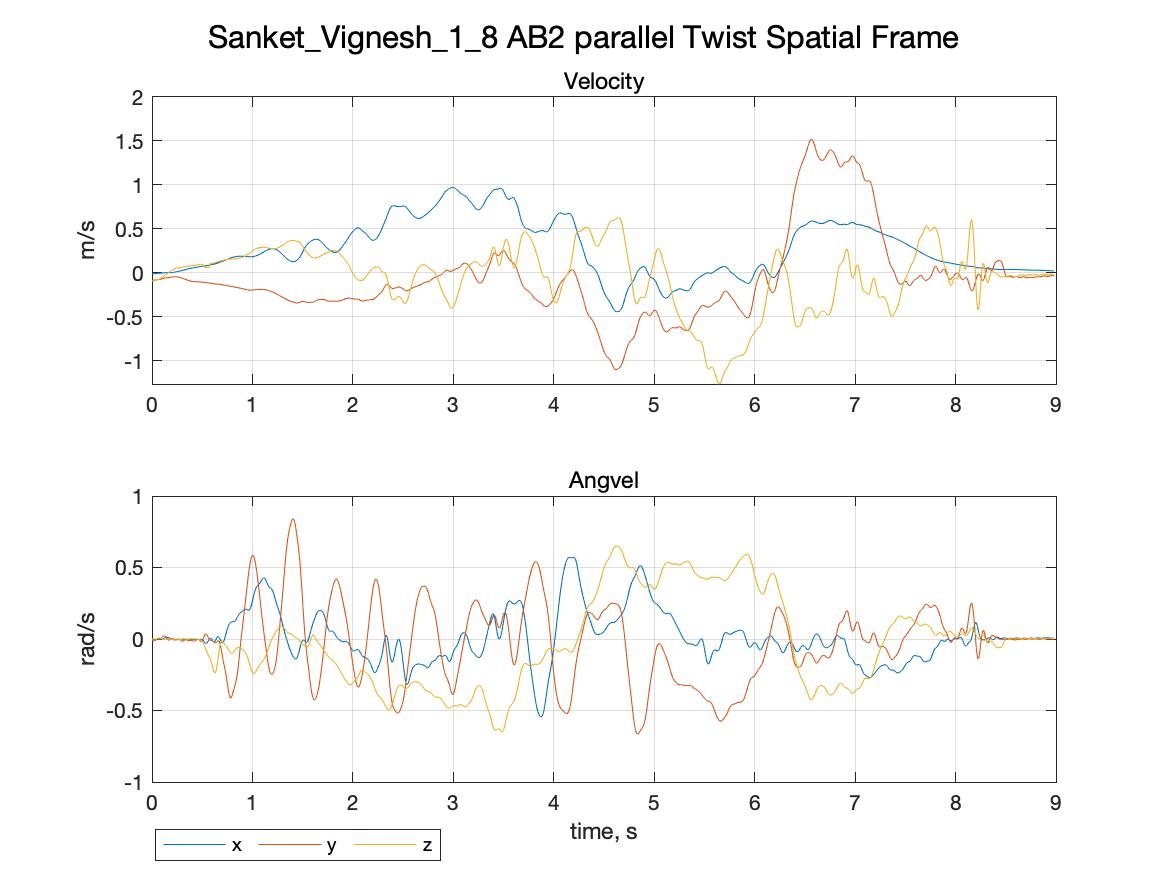 Sanket_Vignesh_1_8 AB2 parallel Twist Spatial Frame
Velocity
2
1.5
1
0.5
0
-0.5
-1
m/s
0 1 2 3 4 5 6 7 8 9
Angvel
1
0.5
0
-0.5
-1
rad/s
0 1 2 3 4 5 6 7 8 9
time, s
x y z